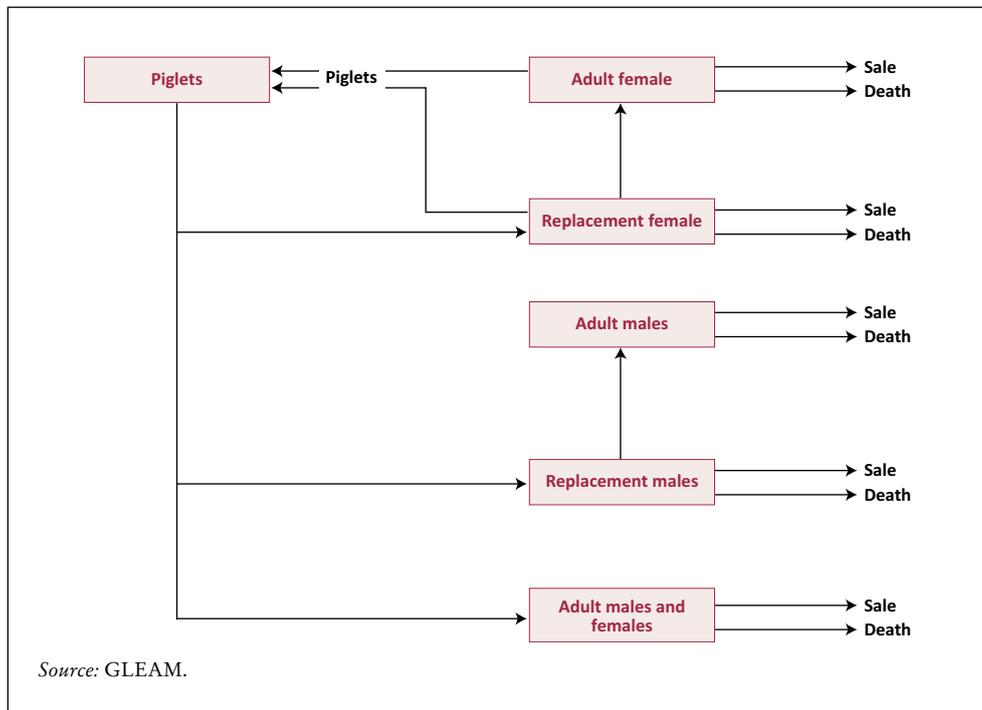 Piglets
Piglets
Adult female
Sale
Death
Replacement female
Sale
Death
Adult males
Sale
Death
Replacement males
Sale
Death
Adult males and
females
Sale
Death
Source: GLEAM.